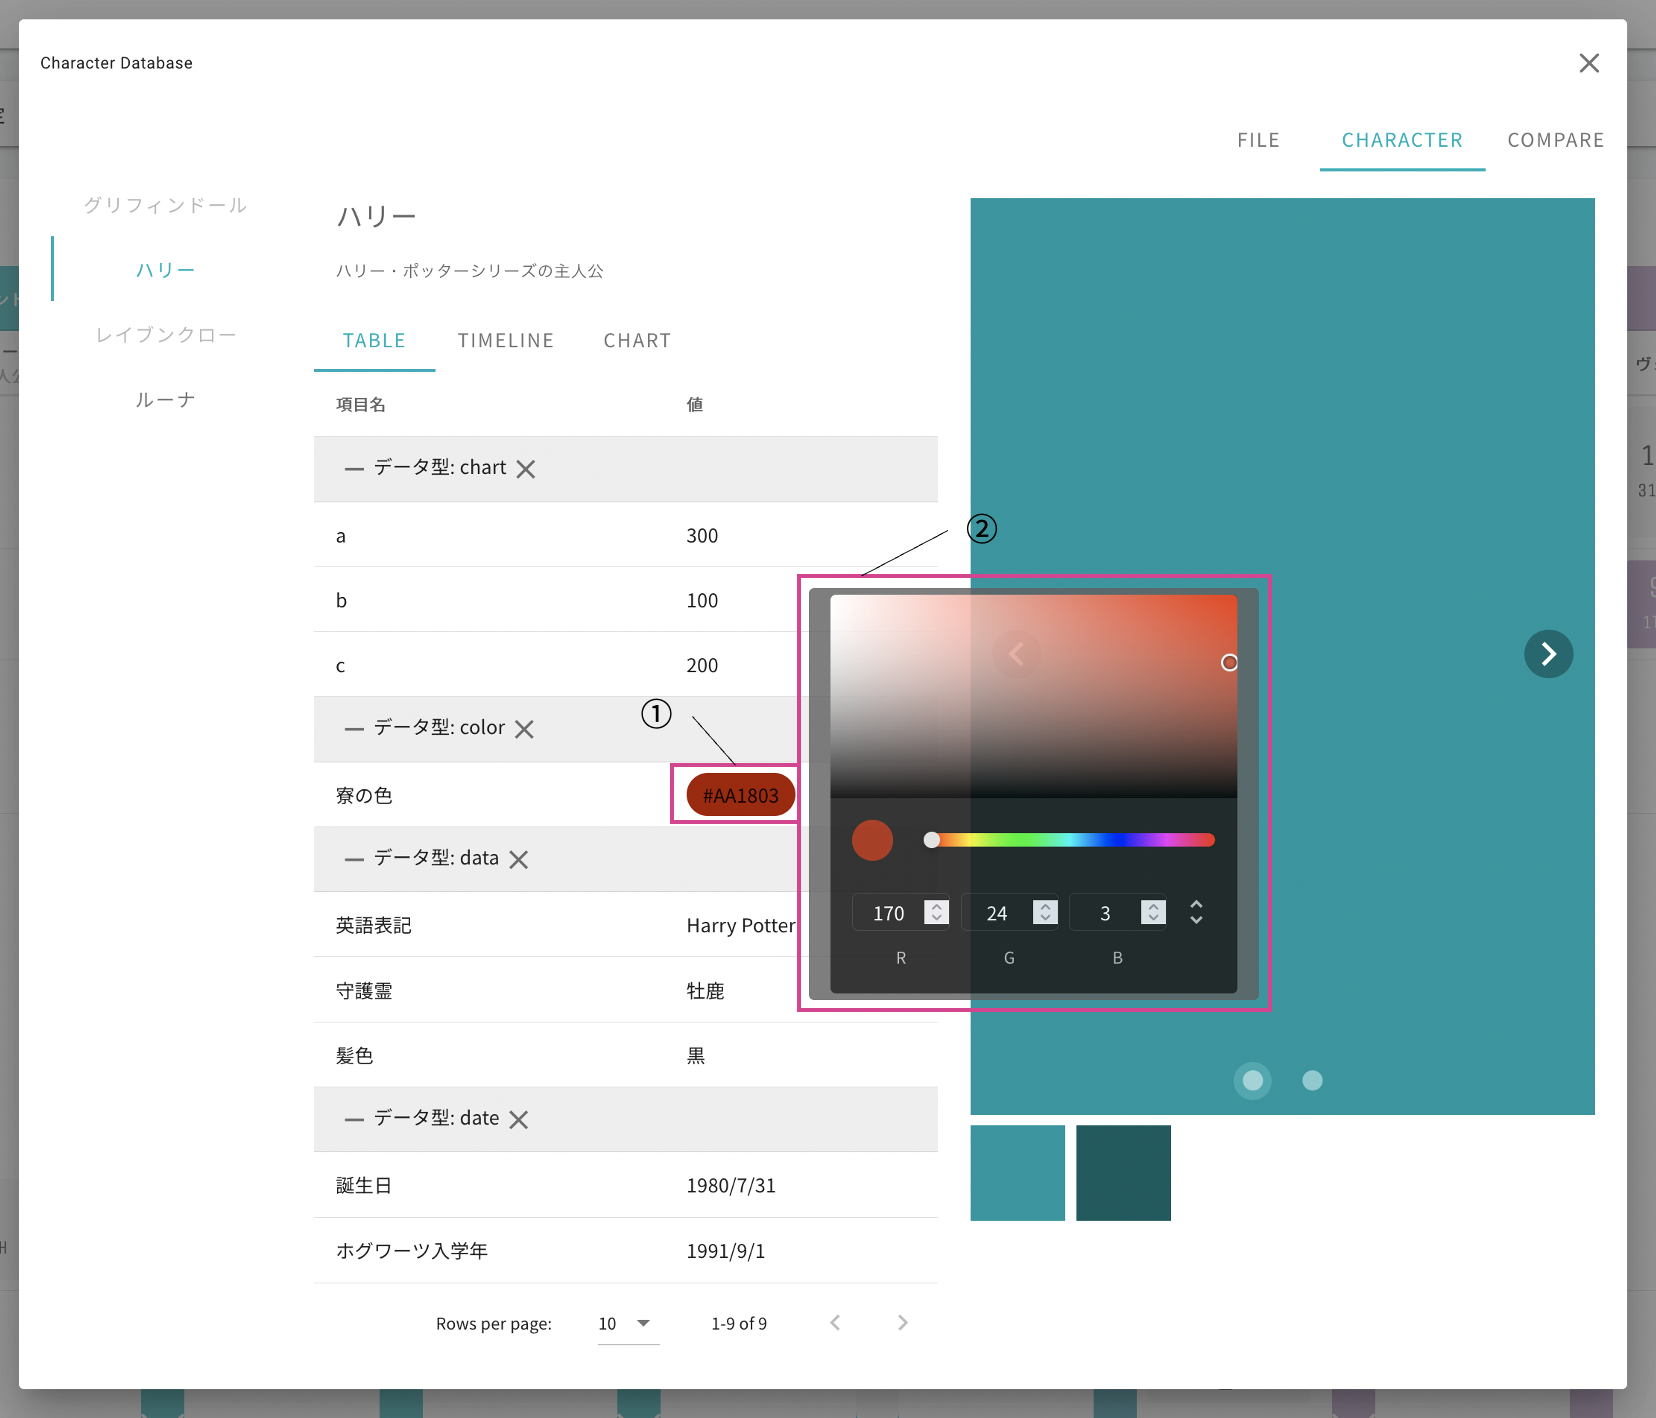 Character Database
FILE
CHARACTER
COMPARE
グリフィンドール
ハリー
レイブンクロー
ルーナ
ハリー
ハリー・ポッターシリーズの主人公
TABLE
TIMELINE
CHART
項目名 値
データ型: chart
a 300
b 100
c 200
データ型: color
寮の色 #AA1803
データ型: data
英語表記 Harry Potter
守護霊 牡鹿
髪色 黒
データ型: date
誕生日 1980/7/31
ホグワーツ入学年 1991/9/1
Rows per page: 10 1-9 of 9
①
②
170 24 3
R G B